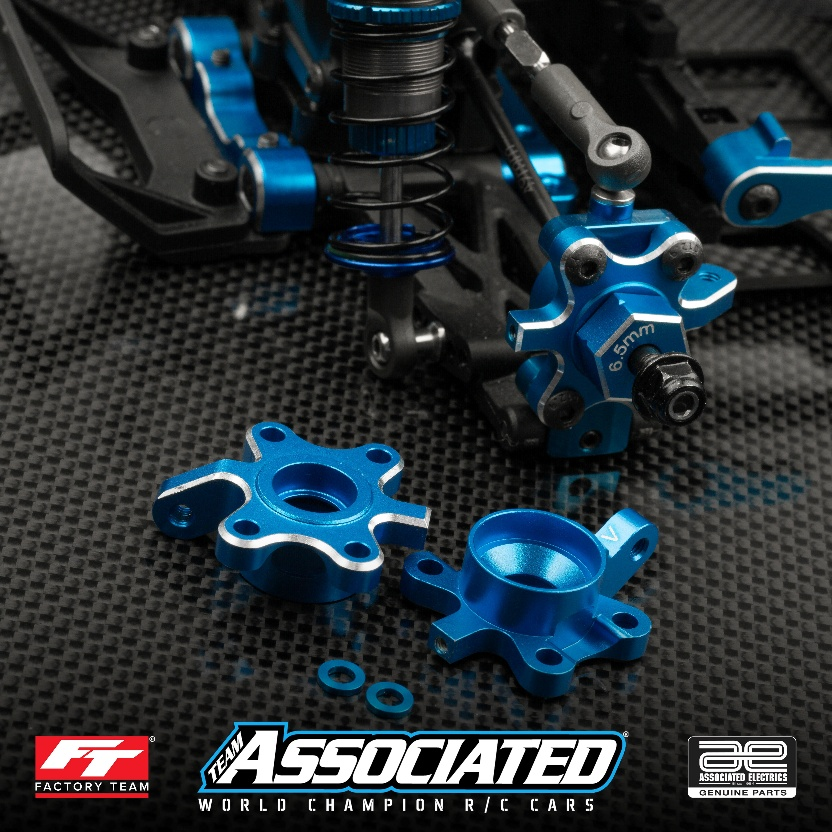 6.5mm
V
FT
FACTORY TEAM
®
TEAM ASSOCIATED
®
WORLD CHAMPION R/C CARS
ae
ASSOCIATED ELECTRICS
GENUINE PARTS